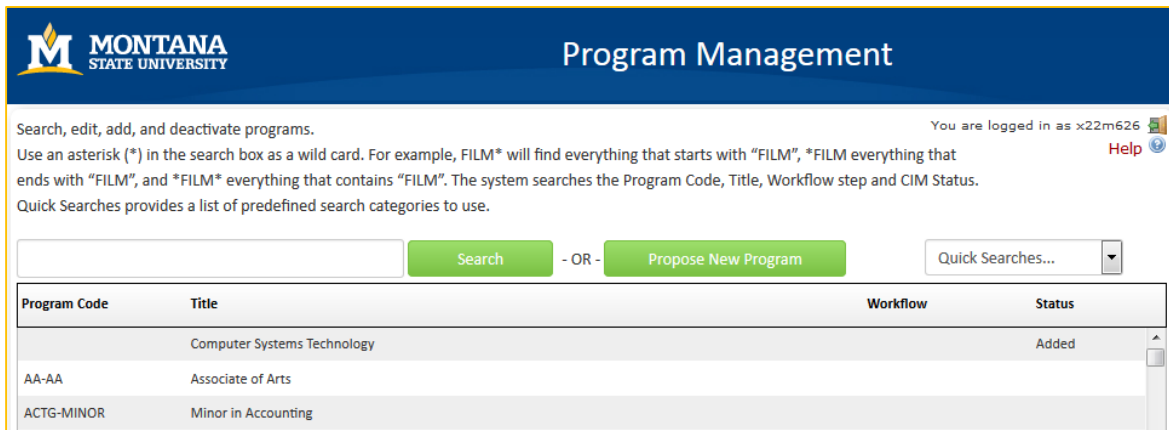 MONTANA
STATE UNIVERSITY
Program Management
Search, edit, add, and deactivate programs.
You are logged in as x22m626
Help
Use an asterisk (*) in the search box as a wild card. For example, FILM* will find everything that starts with “FILM”, *FILM everything that
ends with “FILM”, and *FILM* everything that contains “FILM”. The system searches the Program Code, Title, Workflow step and CIM Status.
Quick Searches provides a list of predefined search categories to use.
Search - OR - Propose New Program Quick Searches...
Program Code Title Workflow Status
Computer Systems Technology Added
AA-AA Associate of Arts
ACTG-MINOR Minor in Accounting